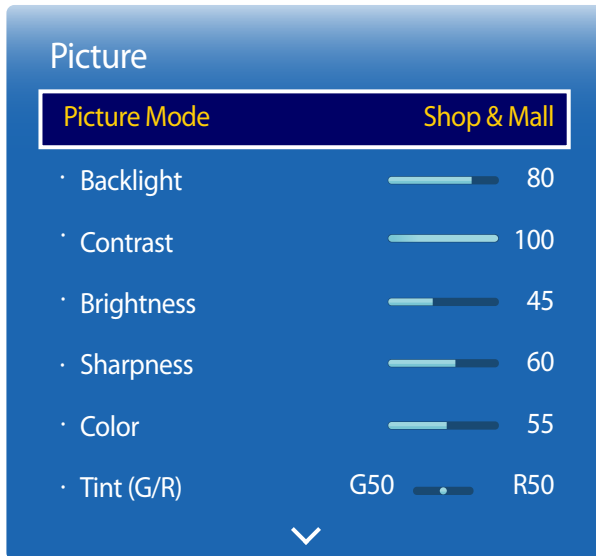 Picture
Picture Mode Shop & Mall
· Backlight 80
· Contrast 100
· Brightness 45
· Sharpness 60
· Color 55
· Tint (G/R) G50 R50